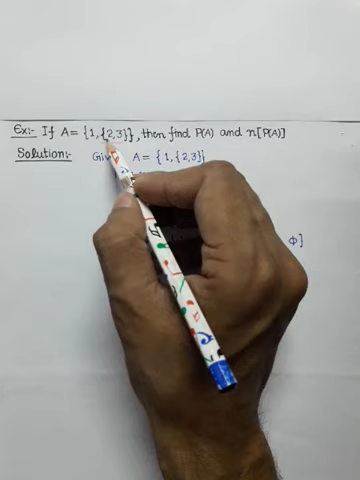 Ex:- If A = {1,{2,3}}, then find P(A) and n[P(A)]
Solution:- A = {1,{2,3}}
Φ}